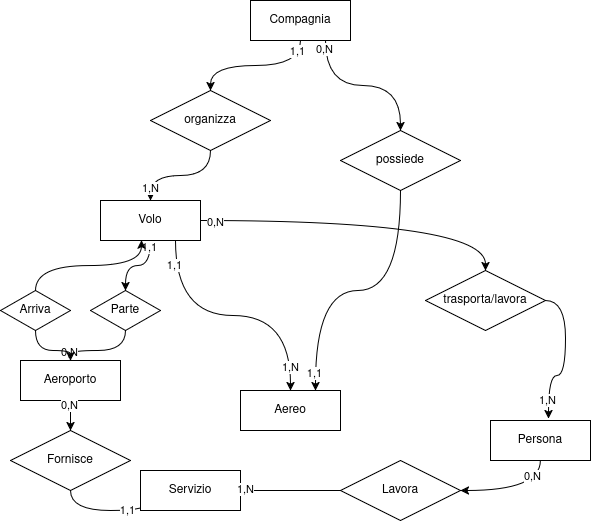 Compagnia
1,1
0,N
organizza
possiede
1,N
Volo
0,N
1,1
1,1
Arriva
Parte
trasporta/lavora
0,N
1,N
1,1
Aeroporto
Aereo
1,N
0,N
Persona
Fornisce
0,N
Servizio
1,N
Lavora
1,1